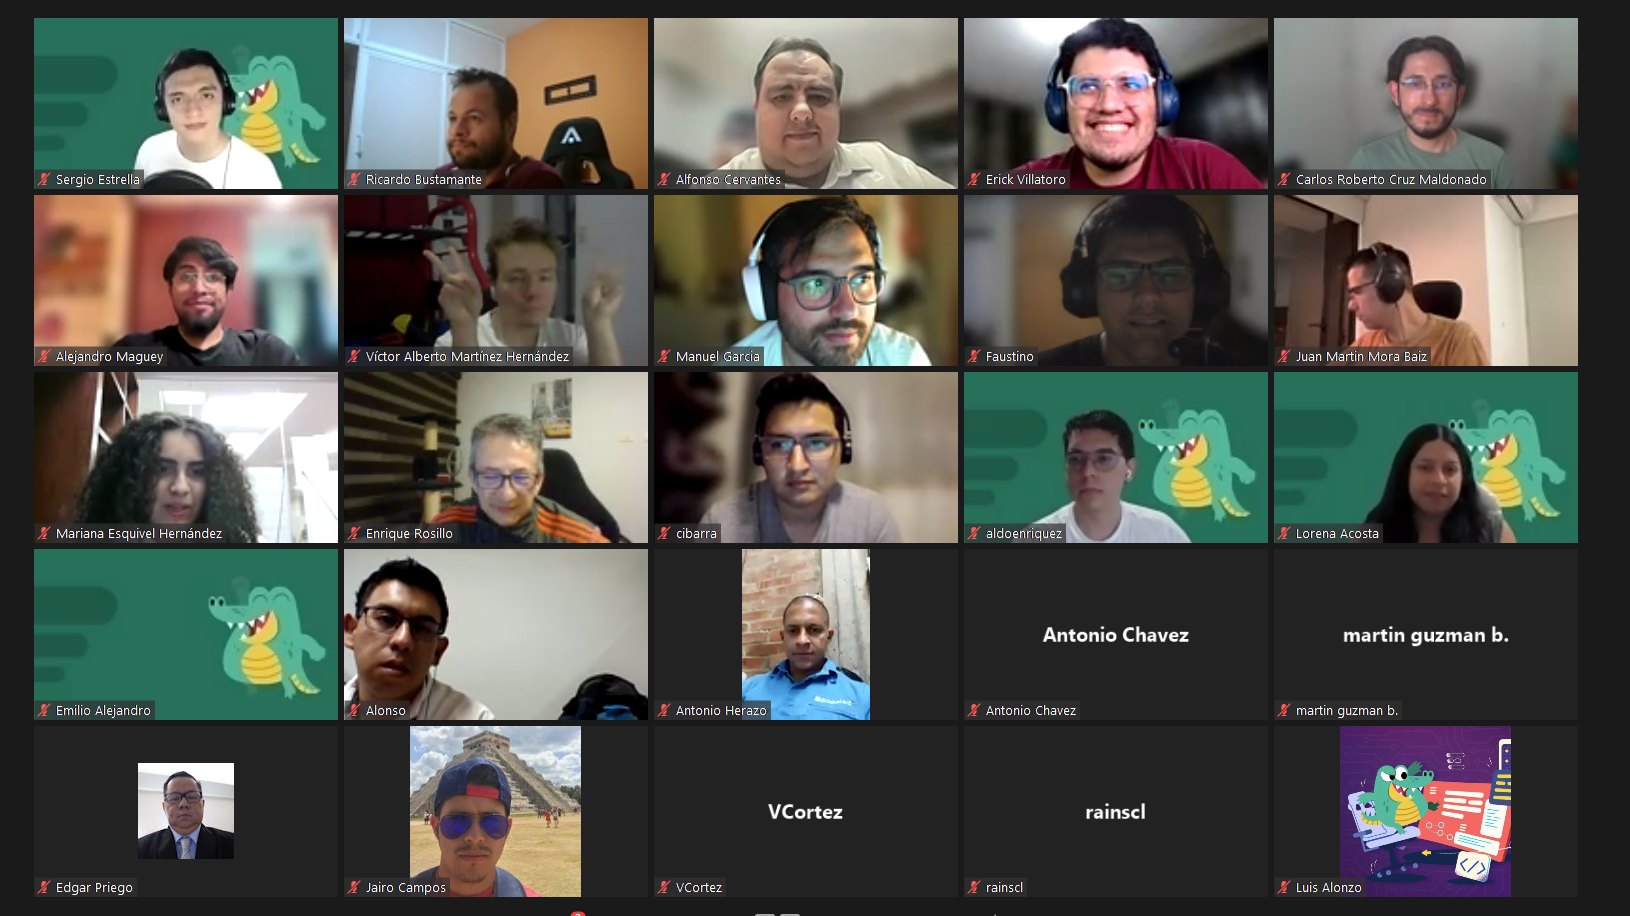 Sergio Estrella
Ricardo Bustamante
Alfonso Cervantes
Erick Villatoro
Carlos Roberto Cruz Maldonado
Alejandro Maguey
Víctor Alberto Martínez Hernández
Manuel Garcia
Faustino
Juan Martin Mora Baiz
Mariana Esquivel Hernández
Enrique Rosillo
cibarra
aldoenriquez
Lorena Acosta
Emilio Alejandro
Alonso
Antonio Herazo
Antonio Chavez
Antonio Chavez
martin guzman b.
martin guzman b.
Edgar Priego
Jairo Campos
VCortez
VCortez
rainscl
rainscl
</>
Luis Alonzo